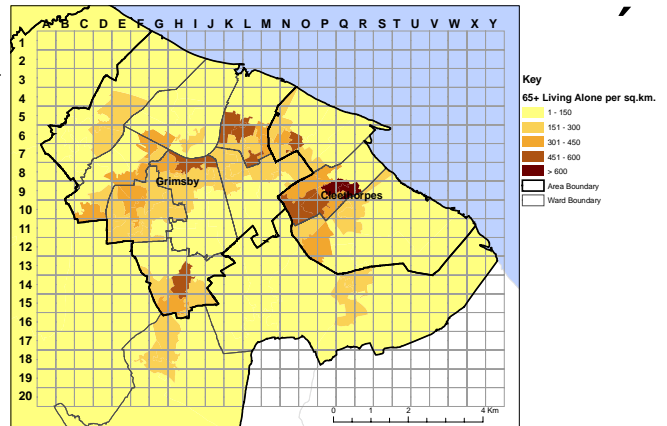 A B C D E F G H I J K L M N O P Q R S T U V W X Y
1
2
3
4
5
6
7
8
9
10
11
12
13
14
15
16
17
18
19
20
Grimsby
Cleethorpes
0 1 2 4 Km
Key
65+ Living Alone per sq.km.
1 - 150
151 - 300
301 - 450
451 - 600
> 600
Area Boundary
Ward Boundary